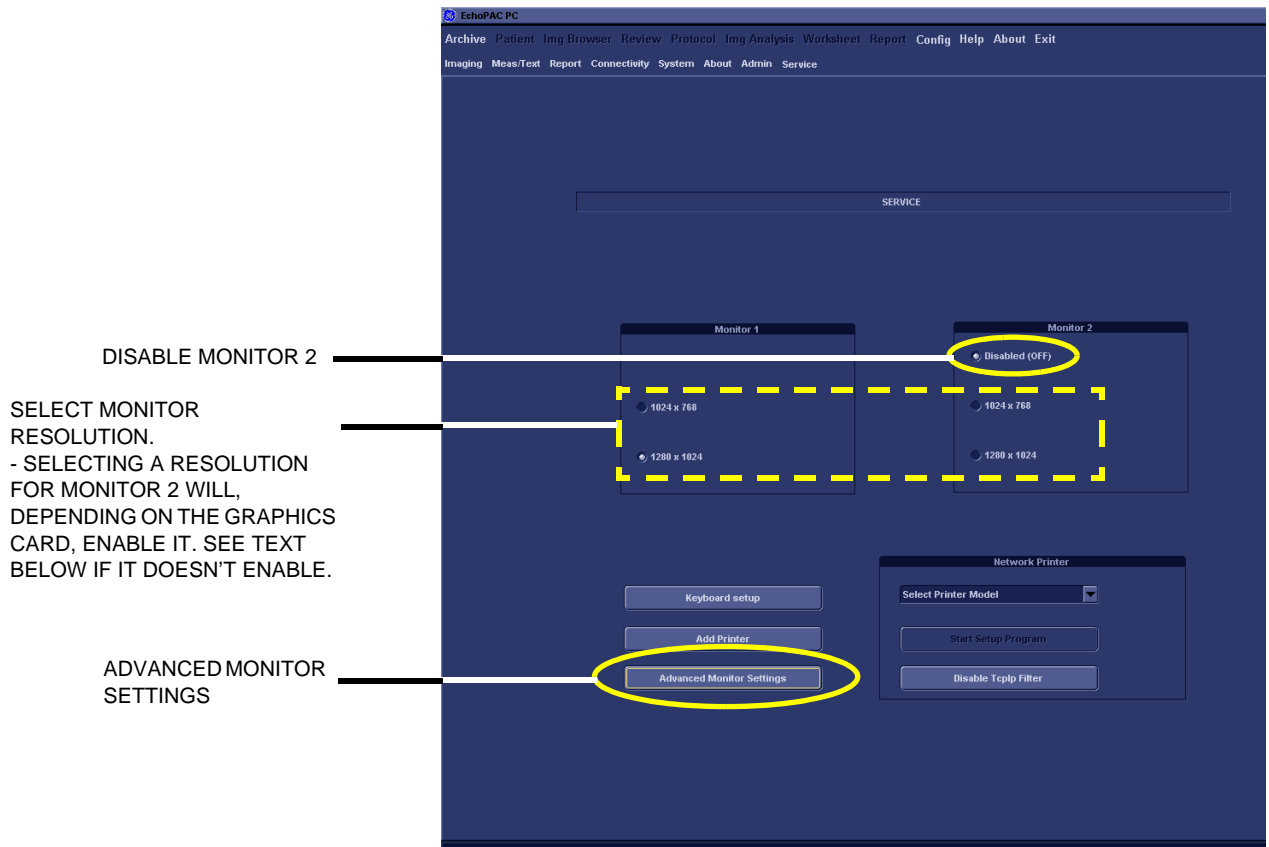 EchoPAC PC
Archive Patient Img Browser Review Protocol Img Analysis Worksheet Report Config Help About Exit
Imaging Meas/Text Report Connectivity System About Admin Service
SERVICE
Monitor 1
Monitor 2
DISABLE MONITOR 2
Disabled (OFF)
SELECT MONITOR
RESOLUTION.
- SELECTING A RESOLUTION
FOR MONITOR 2 WILL,
DEPENDING ON THE GRAPHICS
CARD, ENABLE IT. SEE TEXT
BELOW IF IT DOESN'T ENABLE.
1024 x 768
1024 x 768
1280 x 1024
1280 x 1024
Network Printer
Keyboard setup
Select Printer Model
Add Printer
Start Setup Program
ADVANCED MONITOR
SETTINGS
Advanced Monitor Settings
Disable TcpIp Filter